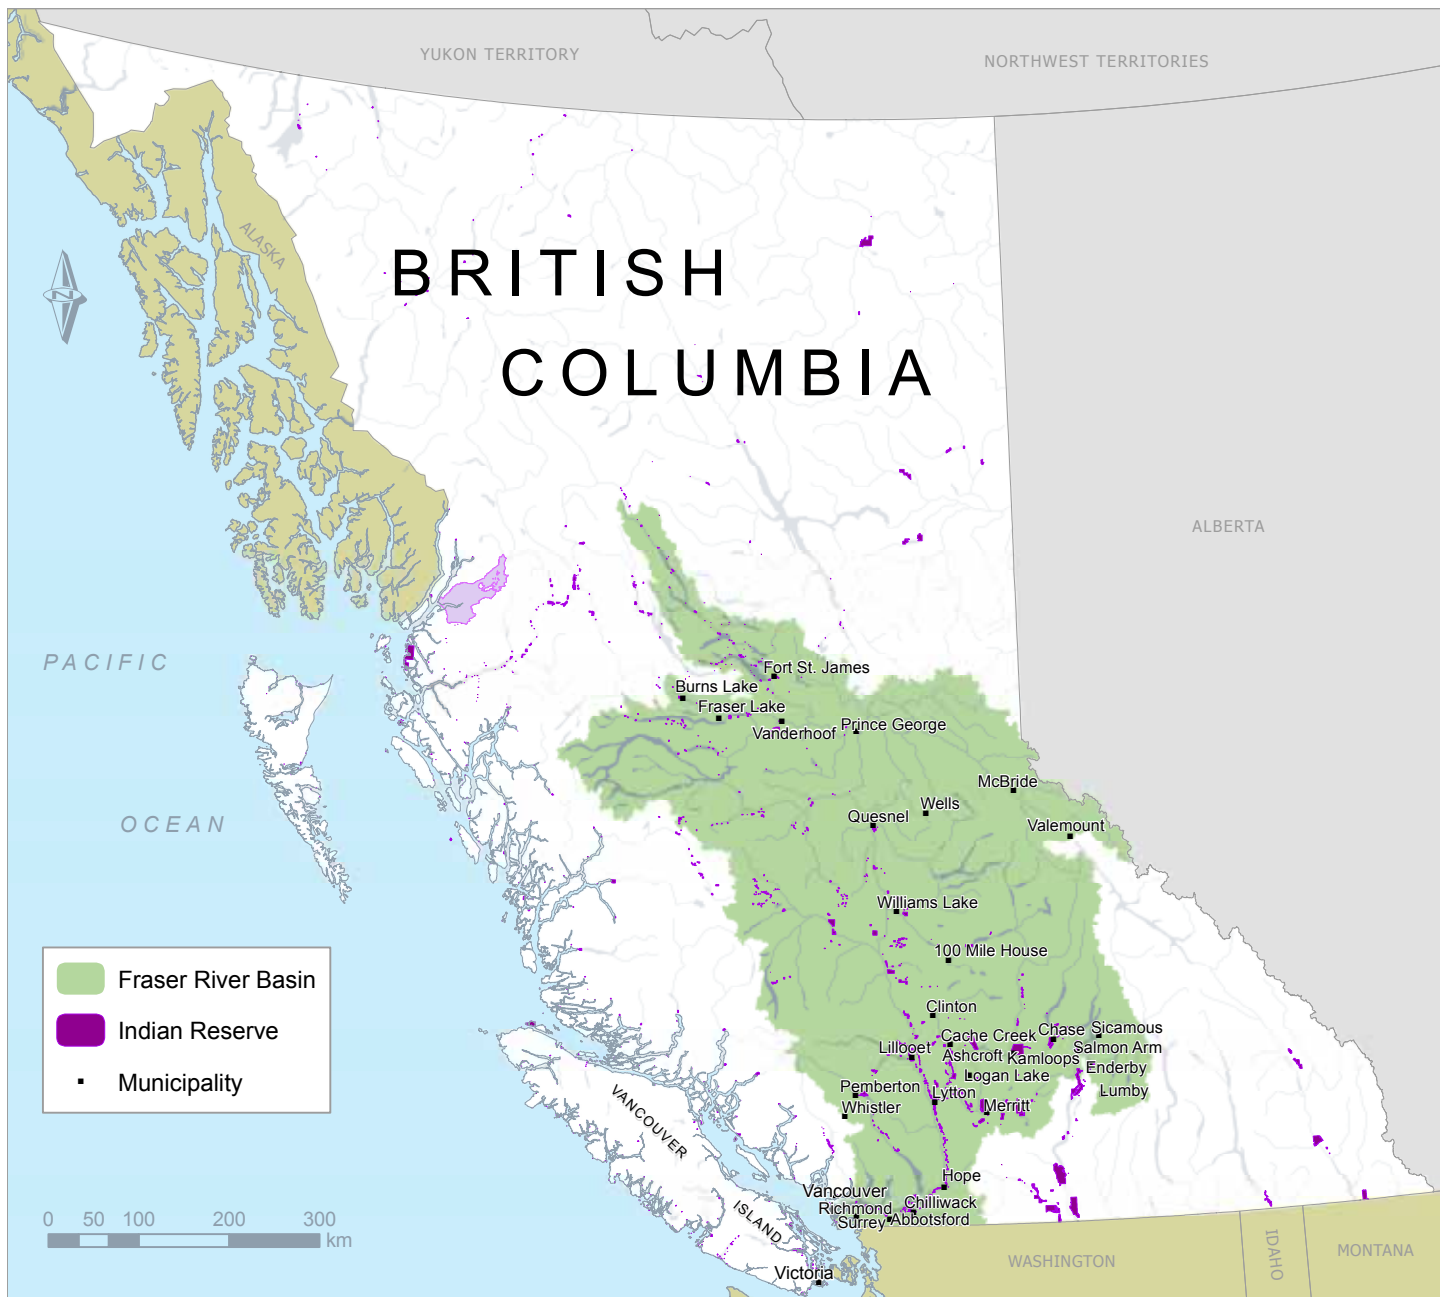 YUKON TERRITORY
NORTHWEST TERRITORIES
ALASKA
BRITISH
COLUMBIA
N
ALBERTA
PACIFIC
OCEAN
Fort St. James
Burns Lake
Fraser Lake
Vanderhoof
Prince George
McBride
Wells
Quesnel
Valemount
Williams Lake
100 Mile House
Clinton
Cache Creek
Chase
Sicamous
Lillooet
Ashcroft
Kamloops
Salmon Arm
Logan Lake
Enderby
Pemberton
Lytton
Lumby
Whistler
Merritt
Hope
Vancouver
Chilliwack
Richmond
Surrey
Abbotsford
Victoria
VANCOUVER
ISLAND
Fraser River Basin
Indian Reserve
Municipality
0 50 100 200 300
km
WASHINGTON
IDAHO
MONTANA